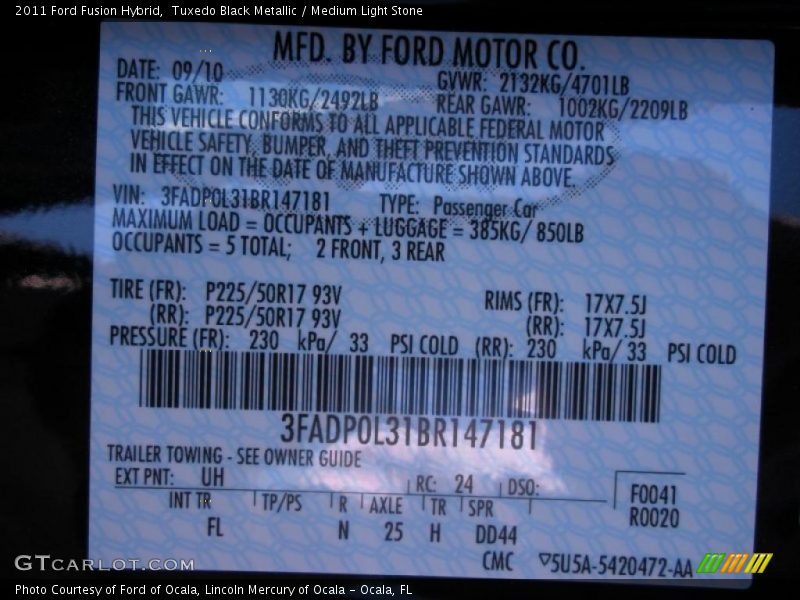 2011 Ford Fusion Hybrid, Tuxedo Black Metallic / Medium Light Stone
MFD. BY FORD MOTOR CO.
DATE: 09/10 GVWR: 2132KG/4701LB
FRONT GAWR: 1130KG/2492LB REAR GAWR: 1002KG/2209LB
THIS VEHICLE CONFORMS TO ALL APPLICABLE FEDERAL MOTOR
VEHICLE SAFETY, BUMPER, AND THEFT PREVENTION STANDARDS
IN EFFECT ON THE DATE OF MANUFACTURE SHOWN ABOVE.
VIN: 3FADP0L31BR147181 TYPE: Passenger Car
MAXIMUM LOAD = OCCUPANTS + LUGGAGE = 385KG/ 850LB
OCCUPANTS = 5 TOTAL; 2 FRONT, 3 REAR
TIRE (FR): P225/50R17 93V RIMS (FR): 17X7.5J
(RR): P225/50R17 93V (RR): 17X7.5J
PRESSURE (FR): 230 kPa/ 33 PSI COLD (RR): 230 kPa/ 33 PSI COLD
3FADP0L31BR147181
TRAILER TOWING - SEE OWNER GUIDE
EXT PNT: UH RC: 24 DSO: F0041
INT TR TP/PS R AXLE TR SPR R0020
FL N 25 H DD44
CMC ▽5U5A-5420472-AA
GTCARLOT.COM
Photo Courtesy of Ford of Ocala, Lincoln Mercury of Ocala - Ocala, FL